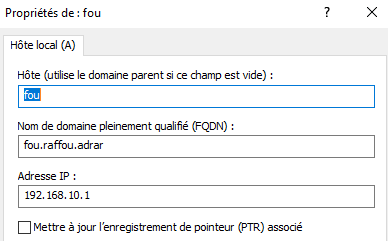 Propriétés de : fou
? ×
Hôte local (A)
Hôte (utilise le domaine parent si ce champ est vide) :
fou
Nom de domaine pleinement qualifié (FQDN) :
fou.raffou.adrar
Adresse IP :
192.168.10.1
Mettre à jour l'enregistrement de pointeur (PTR) associé